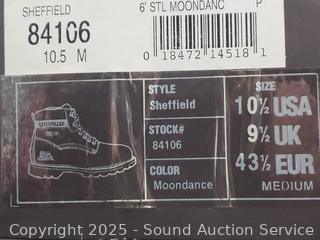 SHEFFIELD
84106
10.5 M
6' STL MOONDANC P
0 18472 14518 1
CATERPILLAR
STYLE
Sheffield
STOCK#
84106
COLOR
Moondance
SIZE
10½ USA
9½ UK
43½ EUR
MEDIUM
Copyright 2025 - Sound Auction Service